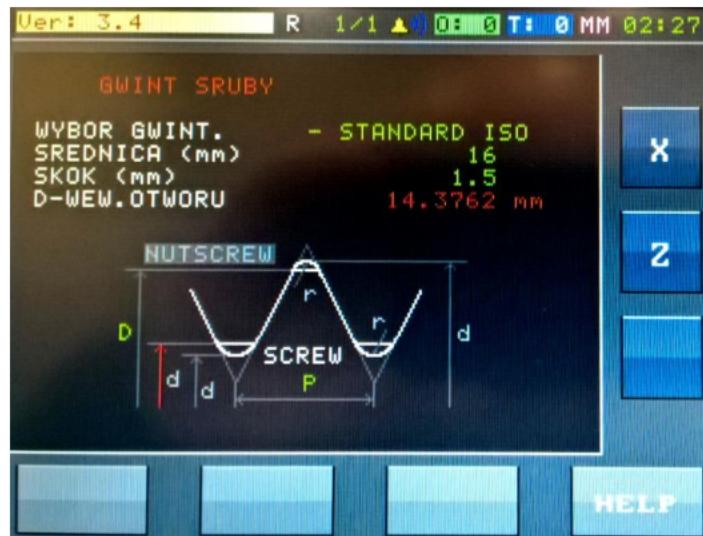 Ver: 3.4 R 1/1 O: 0 T: 0 MM 02:27
GWINT SRUBY
WYBOR GWINT. - STANDARD ISO
SREDNICA (mm) 16
SKOK (mm) 1.5
D-WEW.OTWORU 14.3762 mm
X
Z
NUTSCREW
r
r
D
SCREW
d
d
d
P
HELP